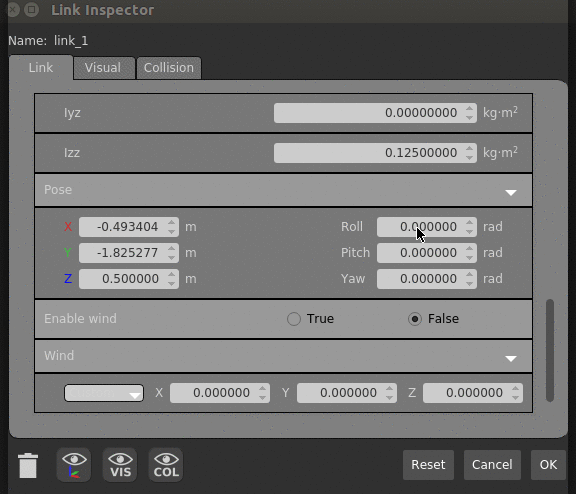 Link Inspector
Name: link_1
Link Visual Collision
Iyz 0.00000000 kg·m²
Izz 0.12500000 kg·m²
Pose
X -0.493404 m Roll 0.000000 rad
Y -1.825277 m Pitch 0.000000 rad
Z 0.500000 m Yaw 0.000000 rad
Enable wind True False
Wind
X 0.000000 Y 0.000000 Z 0.000000
VIS COL Reset Cancel OK